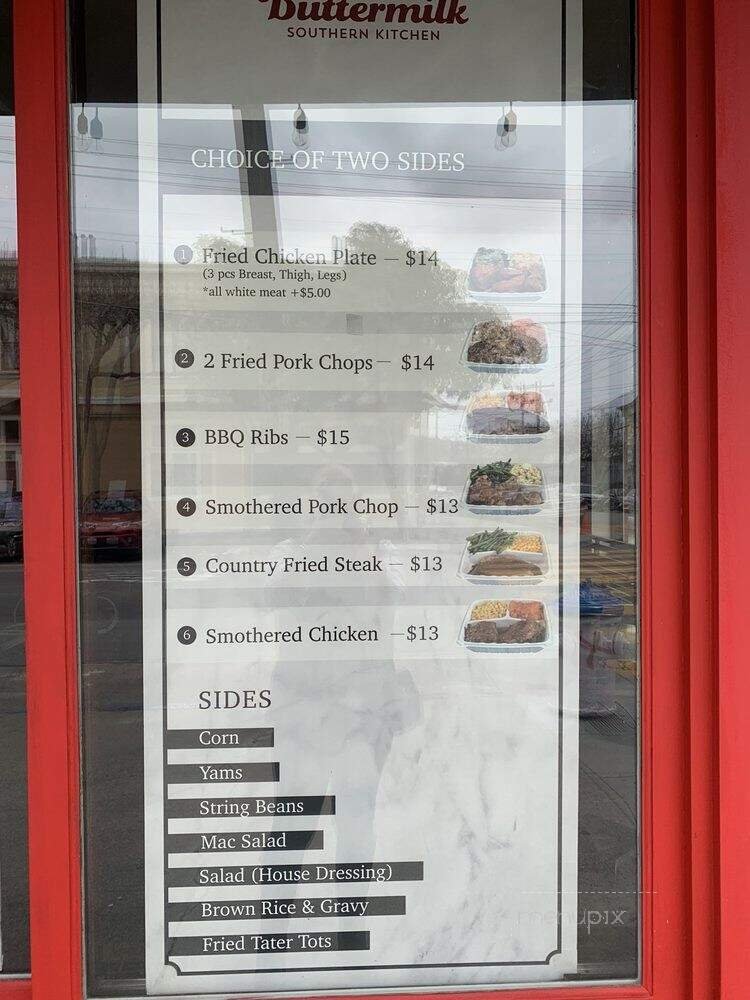 Buttermilk
SOUTHERN KITCHEN
CHOICE OF TWO SIDES
1 Fried Chicken Plate — $14
(3 pcs Breast, Thigh, Legs)
*all white meat +$5.00
2 2 Fried Pork Chops — $14
3 BBQ Ribs — $15
4 Smothered Pork Chop — $13
5 Country Fried Steak — $13
6 Smothered Chicken — $13
SIDES
Corn
Yams
String Beans
Mac Salad
Salad (House Dressing)
Brown Rice & Gravy
menupix
Fried Tater Tots